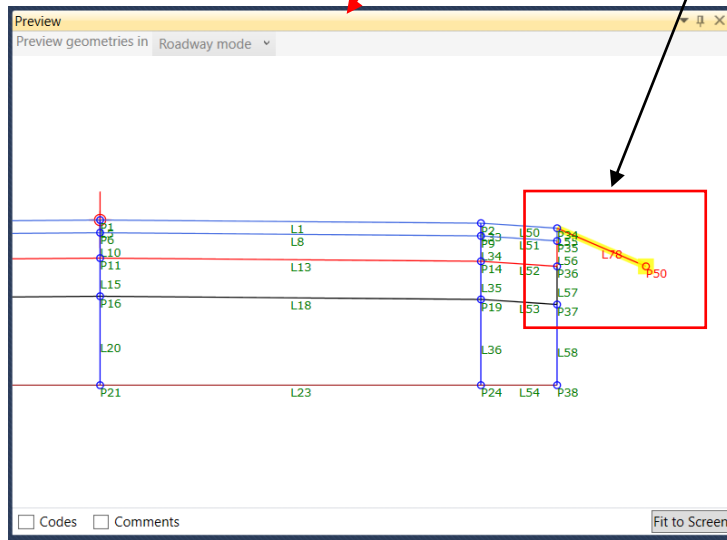 Preview
Preview geometries in Roadway mode
P1 L1 P2 L50 P34
P6 L8 P9 L51 P35
L10 L34 L78 L56
P11 L13 P14 L52 P36 P50
L15 L35 L57
P16 L18 P19 L53 P37
L20 L36 L58
P21 L23 P24 L54 P38
Codes Comments Fit to Screen